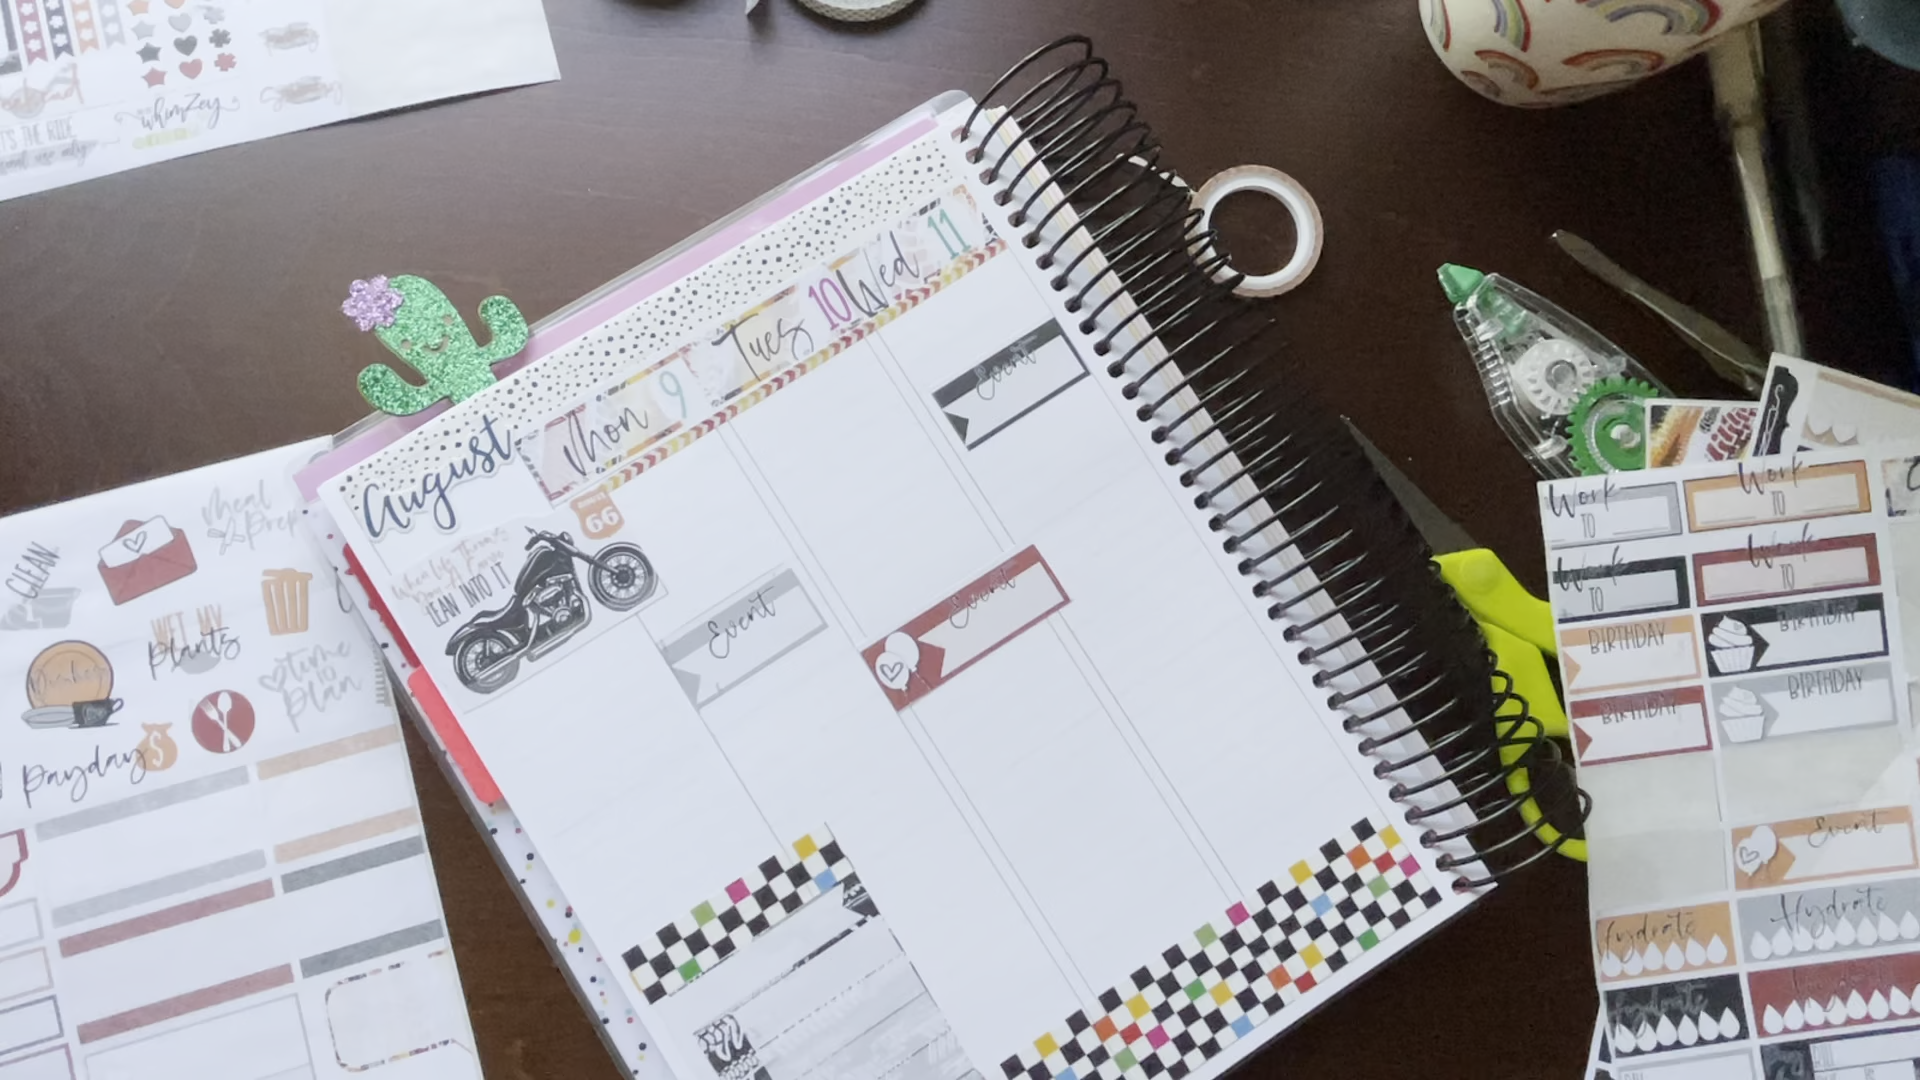 whimzey
'S THE RIDE
August
Mon 9
Tues 10
Wed 11
66
LEAN INTO IT
Event
Event
Event
CLEAN
Meal
Prep
WET MY
Plants
time
TO
plan
Payday
$
Work
TO
Work
TO
Work
TO
Work
TO
BIRTHDAY
BIRTHDAY
BIRTHDAY
BIRTHDAY
Event
Hydrate
Hydrate
Hydrate